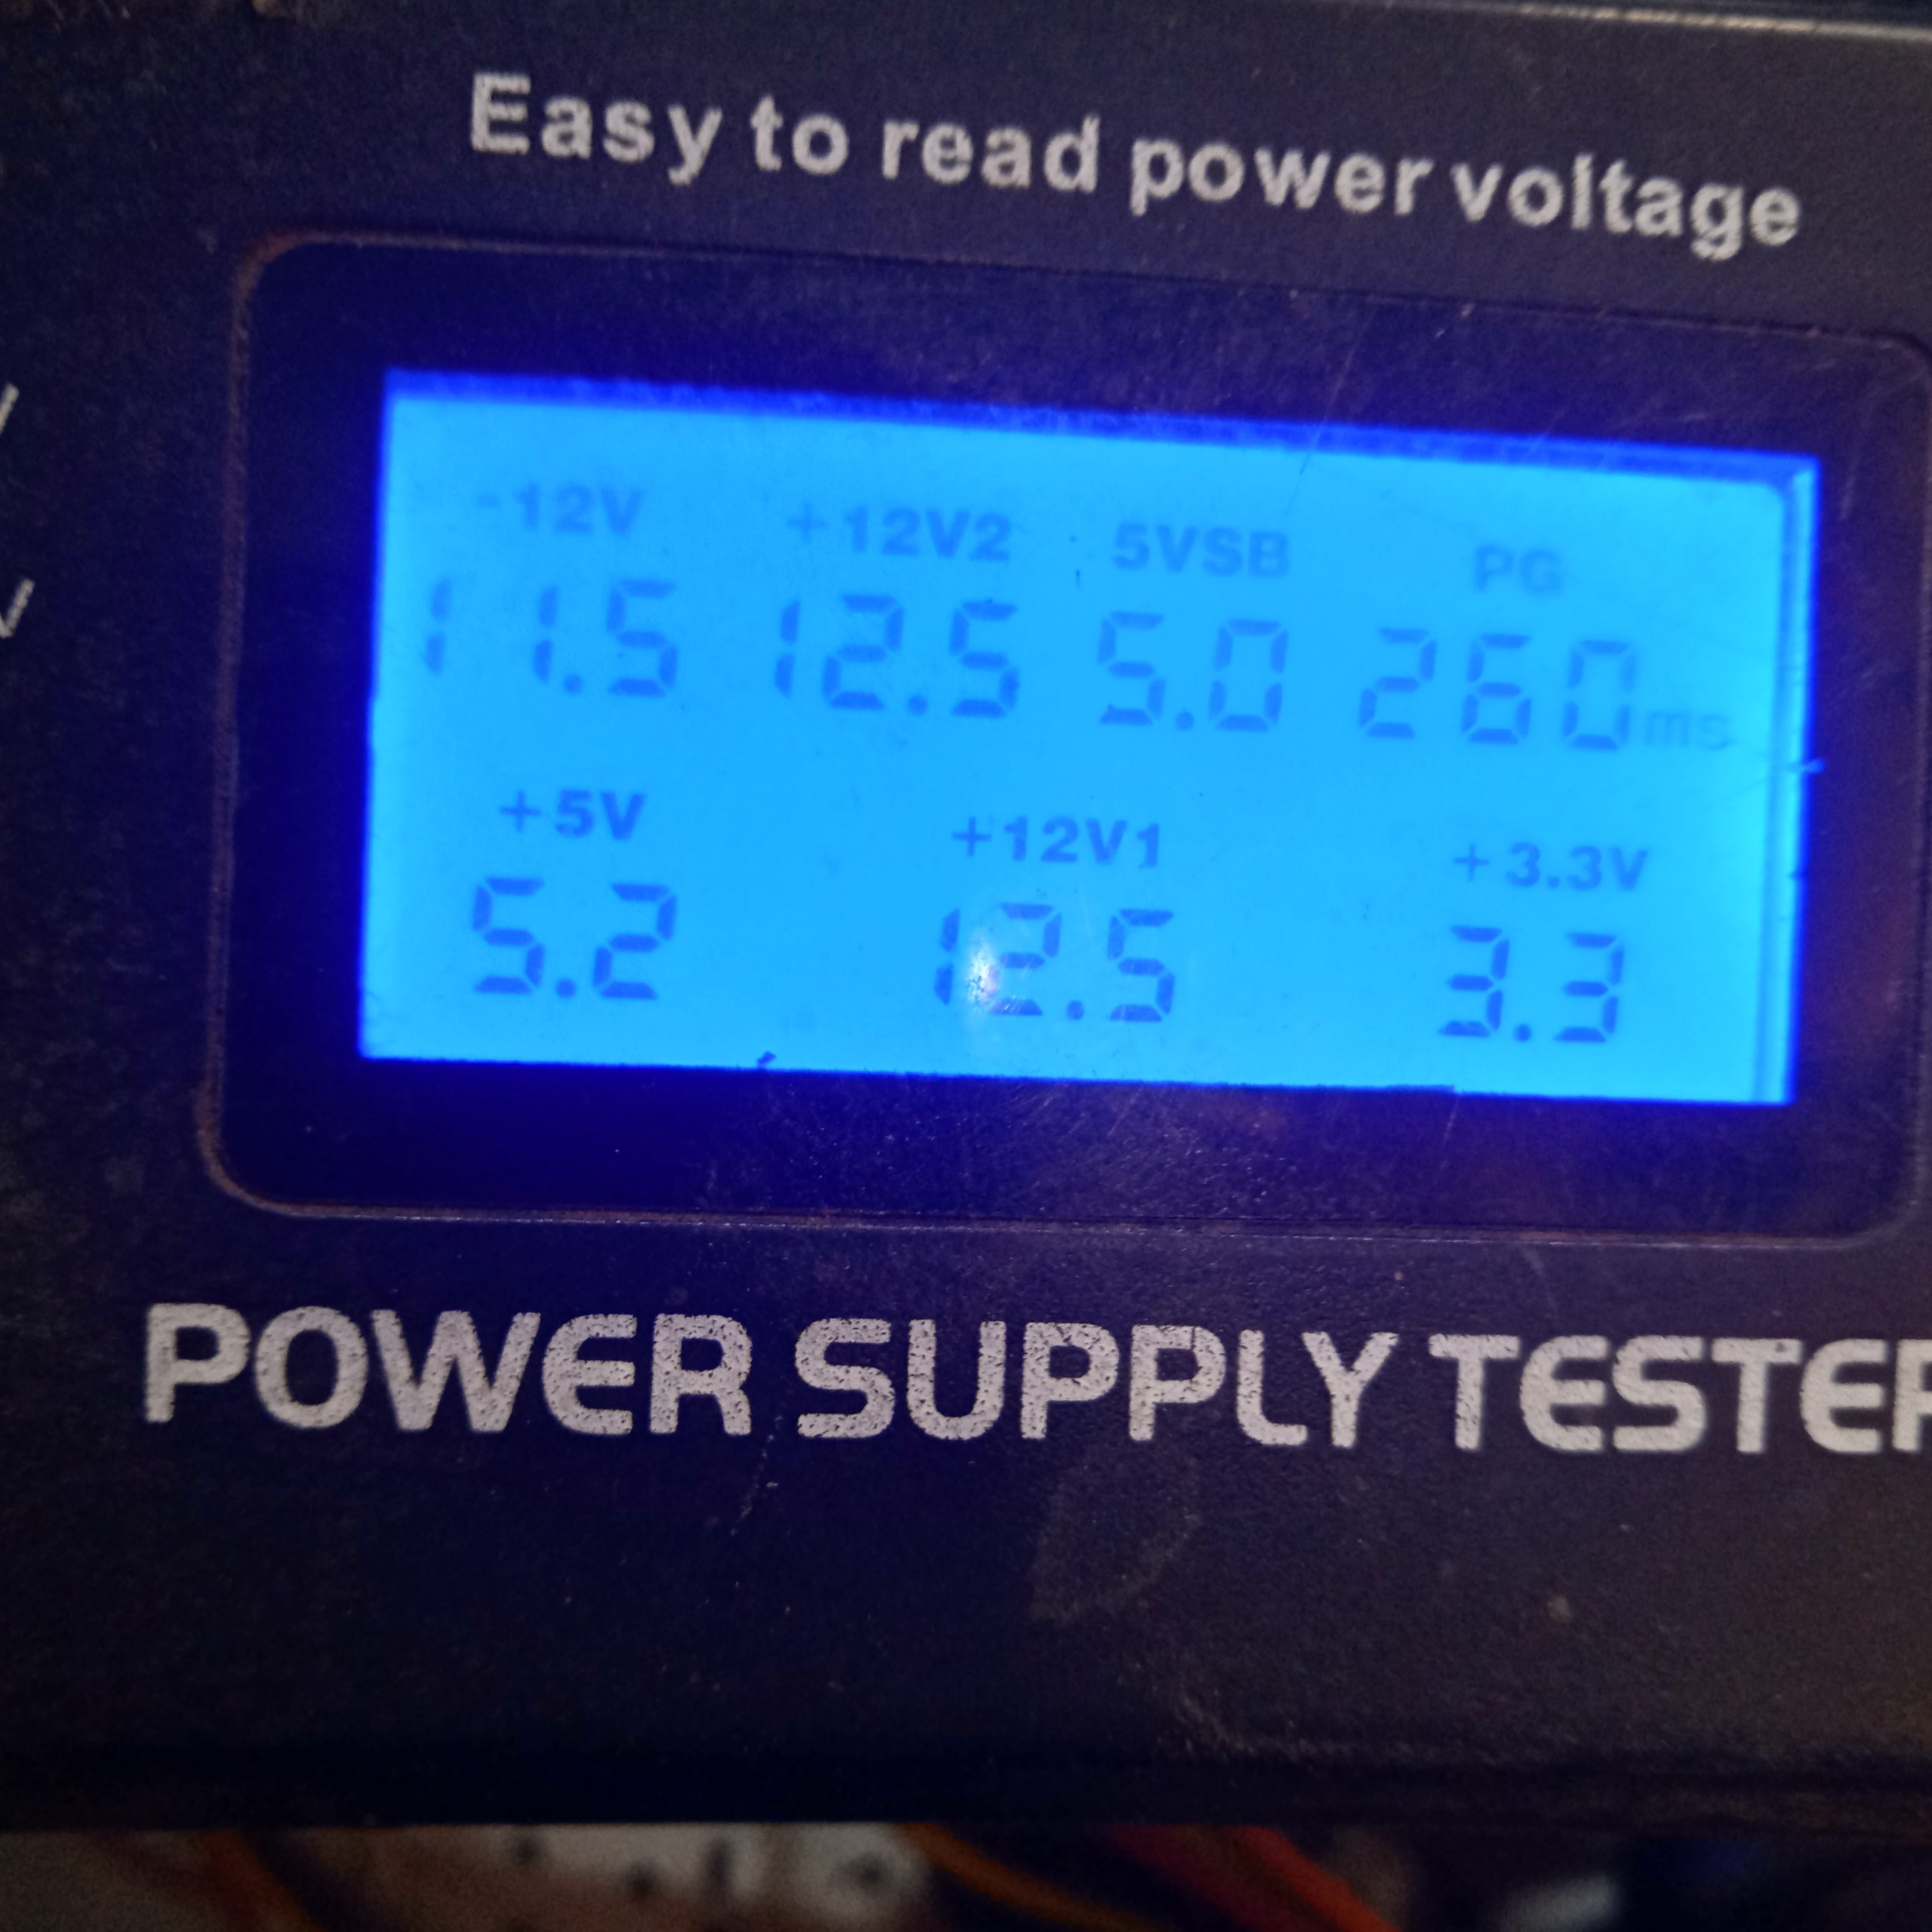 Easy to read power voltage
-12V +12V2 5VSB PG
11.5 12.5 5.0 260ms
+5V +12V1 +3.3V
5.2 12.5 3.3
POWER SUPPLY TESTER